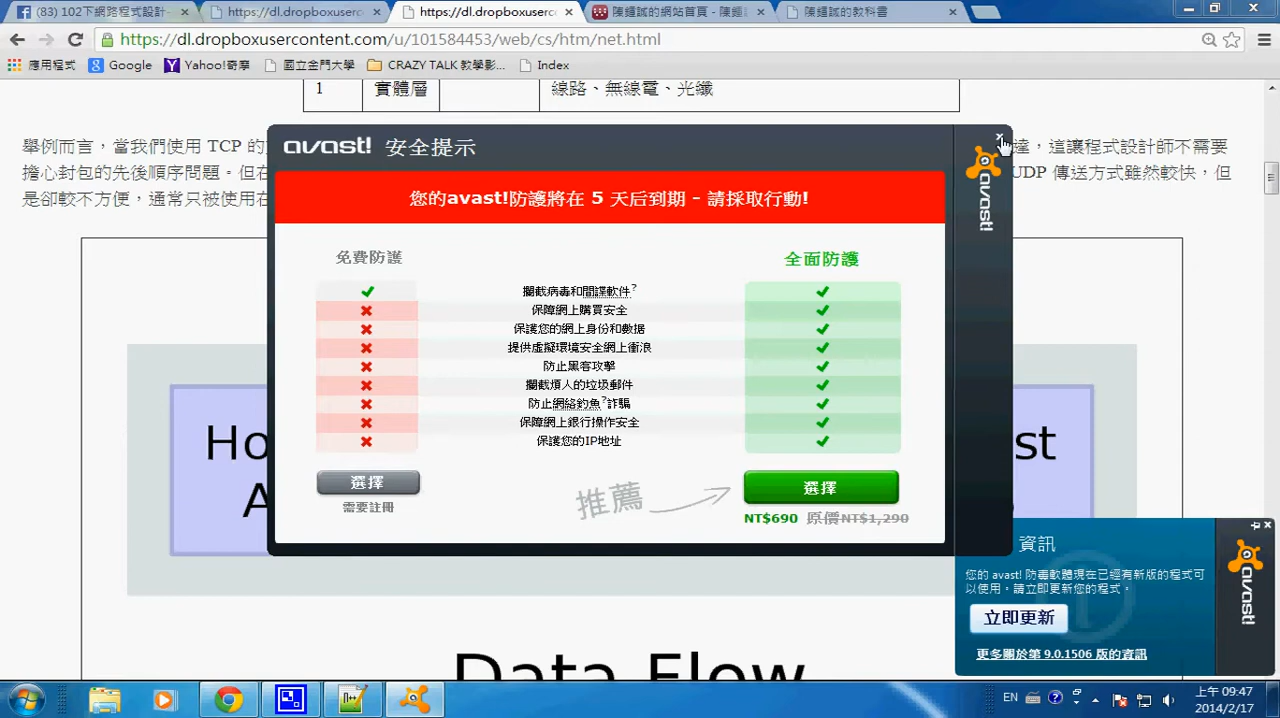 (83) 102下網路程式設計-
https://dl.dropboxuserc
https://dl.dropboxuserc
陳鍾誠的網站首頁 - 陳鍾
陳鍾誠的教科書
https://dl.dropboxusercontent.com/u/101584453/web/cs/htm/net.html
應用程式
Google
Yahoo!奇摩
國立金門大學
CRAZY TALK 教學影...
Index
1 實體層 線路、無線電、光纖
舉例而言，當我們使用 TCP 的
達，這讓程式設計師不需要
擔心封包的先後順序問題。但在
UDP 傳送方式雖然較快，但
是卻較不方便，通常只被使用在
avast! 安全提示
avast!
您的avast!防護將在 5 天后到期 - 請採取行動!
免費防護
全面防護
攔截病毒和間諜軟件?
保障網上購買安全
保護您的網上身份和數據
提供虛擬環境安全網上衝浪
防止黑客攻擊
攔截煩人的垃圾郵件
防止網絡釣魚?詐騙
保障網上銀行操作安全
保護您的IP地址
選擇
需要註冊
推薦
選擇
NT$690 原價NT$1,290
Ho
st
A
資訊
您的 avast! 防毒軟體現在已經有新版的程式可
以使用。請立即更新您的程式。
立即更新
更多關於第 9.0.1506 版的資訊
avast!
Data Flow
EN
上午 09:47
2014/2/17